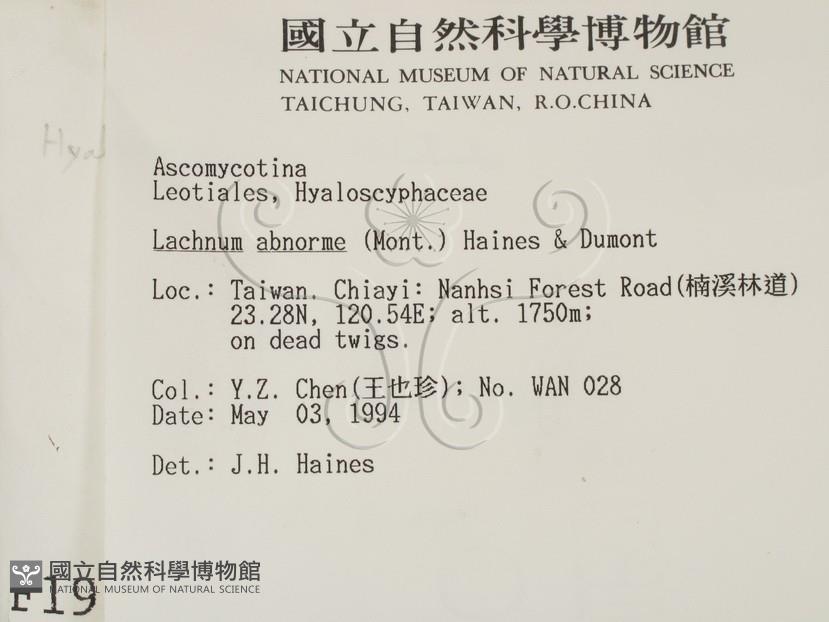 國立自然科學博物館
NATIONAL MUSEUM OF NATURAL SCIENCE
TAICHUNG, TAIWAN, R.O.CHINA
Hyal
Ascomycotina
Leotiales, Hyaloscyphaceae
Lachnum abnorme (Mont.) Haines & Dumont
Loc.: Taiwan. Chiayi: Nanhsi Forest Road(楠溪林道)
23.28N, 120.54E; alt. 1750m;
on dead twigs.
Col.: Y.Z. Chen(王也珍); No. WAN 028
Date: May 03, 1994
Det.: J.H. Haines
國立自然科學博物館
NATIONAL MUSEUM OF NATURAL SCIENCE
F19